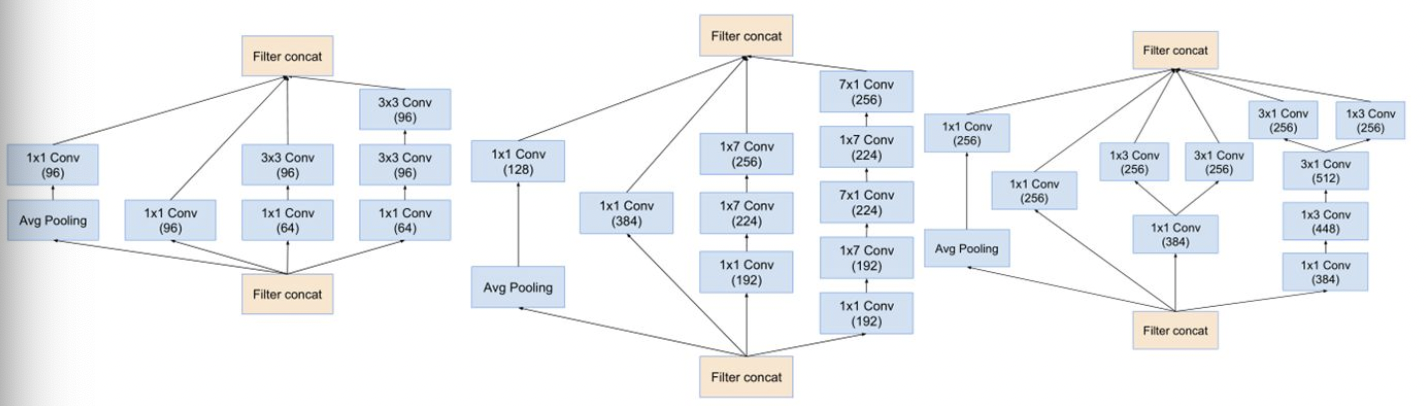 Filter concat
3x3 Conv
(96)
1x1 Conv
(96)
3x3 Conv
(96)
3x3 Conv
(96)
Avg Pooling
1x1 Conv
(96)
1x1 Conv
(64)
1x1 Conv
(64)
Filter concat
Filter concat
7x1 Conv
(256)
1x7 Conv
(224)
1x1 Conv
(128)
1x7 Conv
(256)
7x1 Conv
(224)
1x1 Conv
(384)
1x7 Conv
(224)
1x7 Conv
(192)
1x1 Conv
(192)
Avg Pooling
1x1 Conv
(192)
Filter concat
Filter concat
3x1 Conv
(256)
1x3 Conv
(256)
1x1 Conv
(256)
1x3 Conv
(256)
3x1 Conv
(256)
3x1 Conv
(512)
1x1 Conv
(256)
1x3 Conv
(448)
1x1 Conv
(384)
Avg Pooling
1x1 Conv
(384)
Filter concat